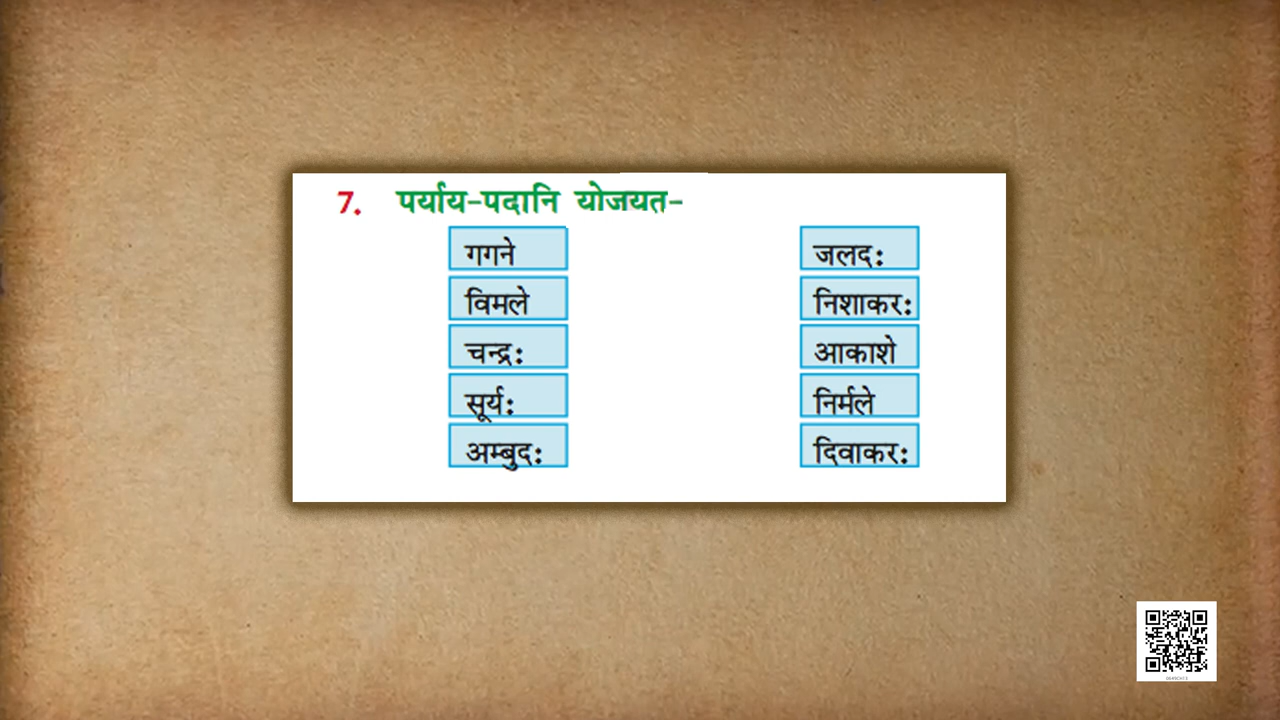 7. पर्याय-पदानि योजयत-
गगने जलदः
विमले निशाकरः
चन्द्रः आकाशे
सूर्यः निर्मले
अम्बुदः दिवाकरः